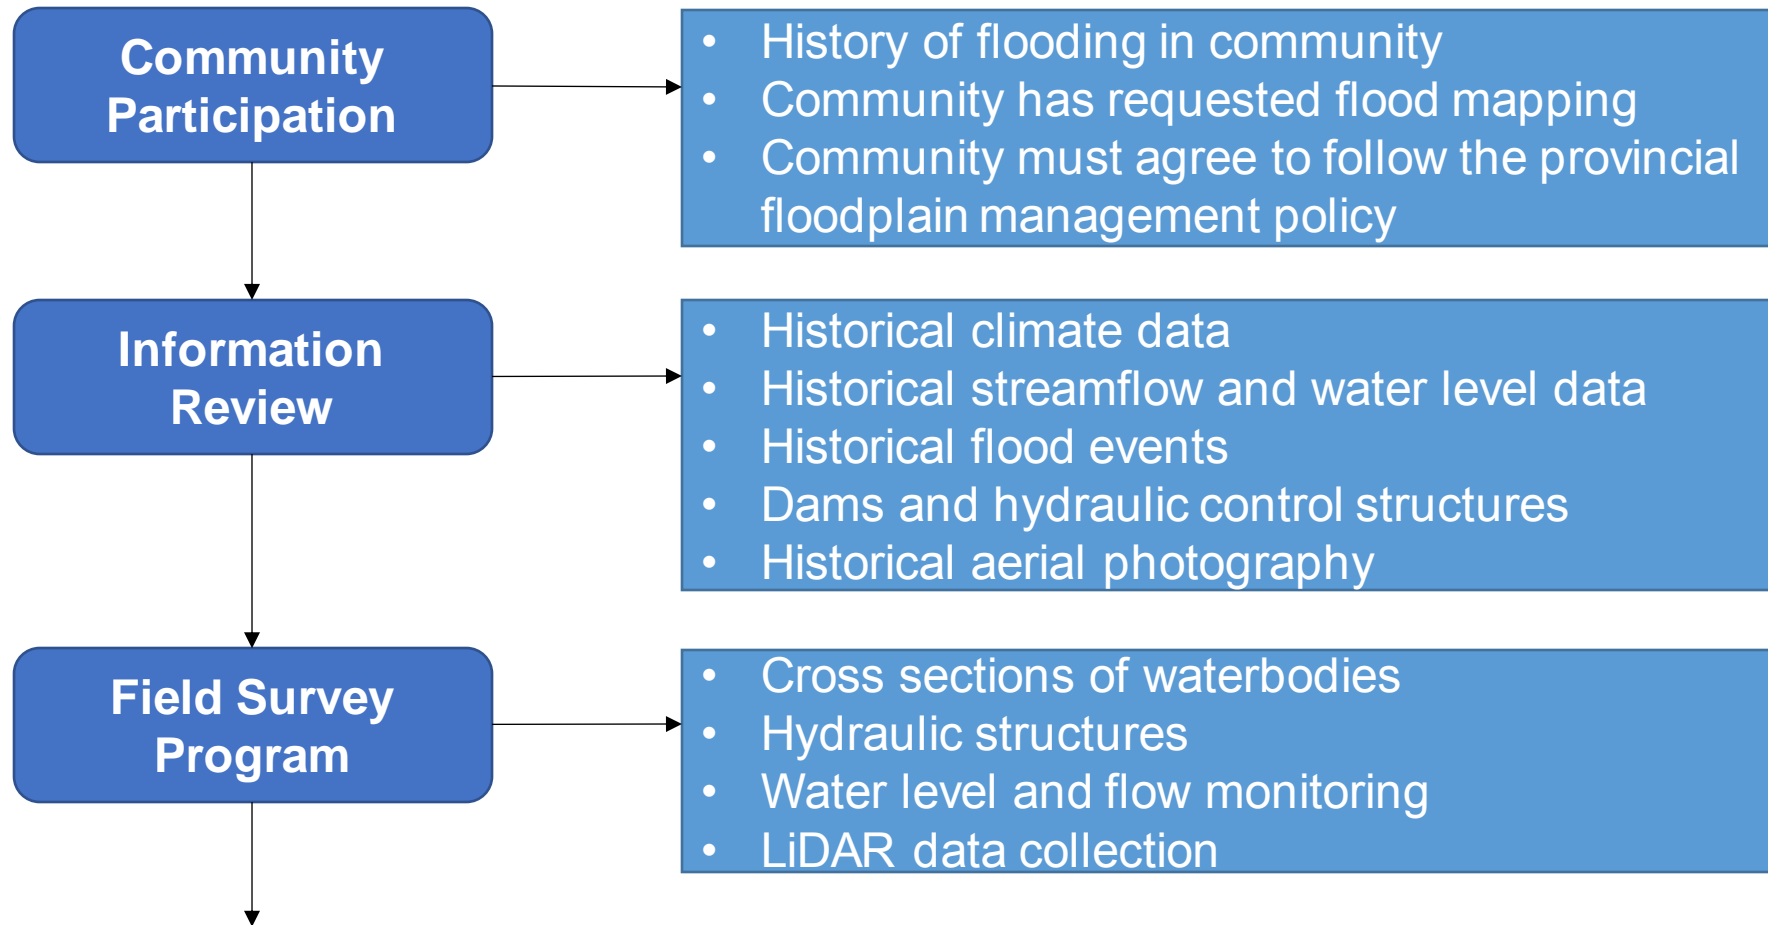 Community
Participation
• History of flooding in community
• Community has requested flood mapping
• Community must agree to follow the provincial
floodplain management policy
Information
Review
• Historical climate data
• Historical streamflow and water level data
• Historical flood events
• Dams and hydraulic control structures
• Historical aerial photography
Field Survey
Program
• Cross sections of waterbodies
• Hydraulic structures
• Water level and flow monitoring
• LiDAR data collection